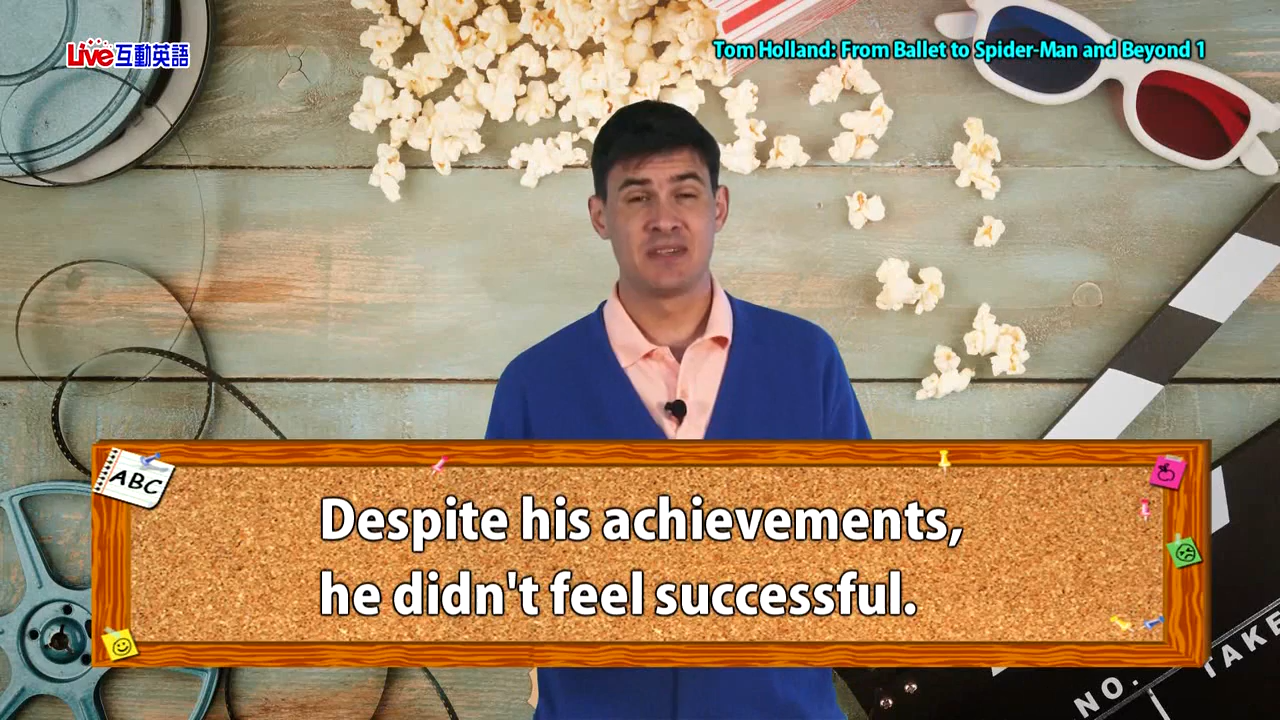 Live互動英語
Tom Holland: From Ballet to Spider-Man and Beyond 1
ABC
Despite his achievements,
he didn't feel successful.
NO.
TAKE